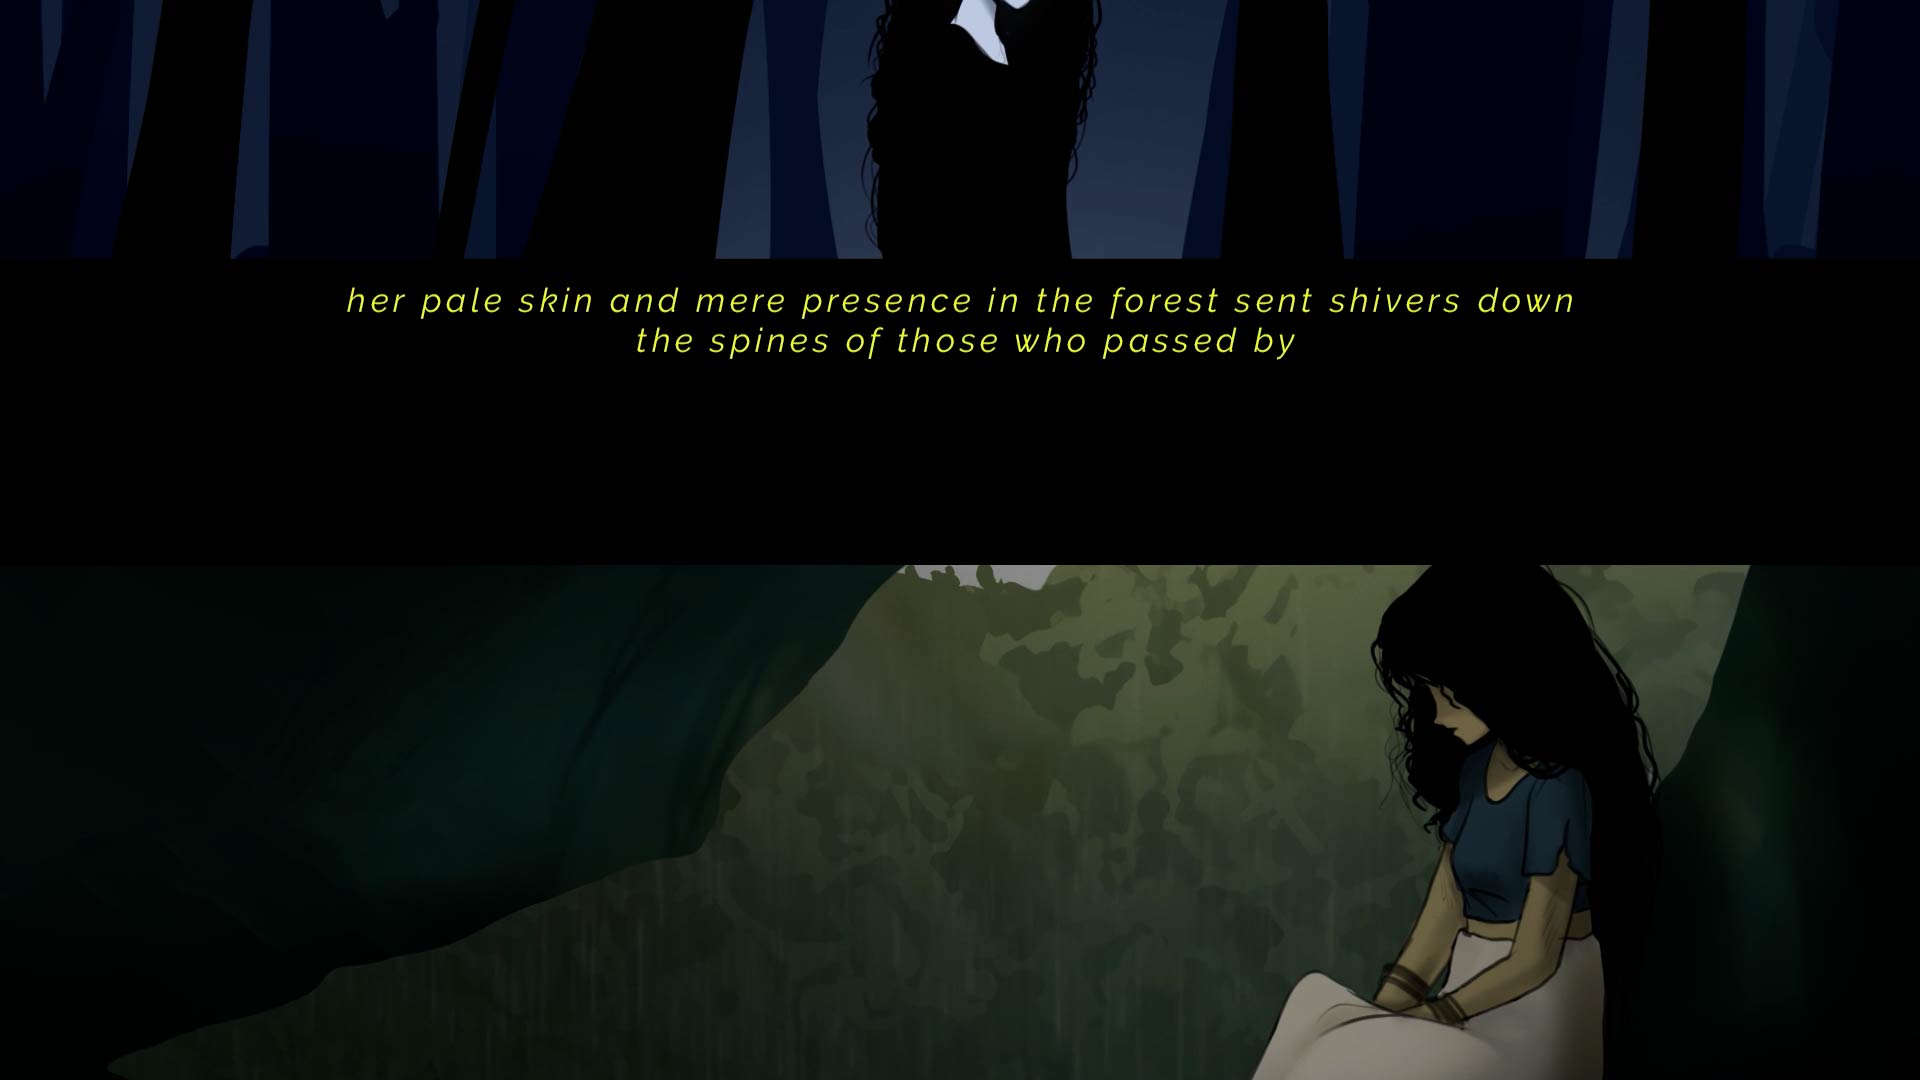 her pale skin and mere presence in the forest sent shivers down
the spines of those who passed by